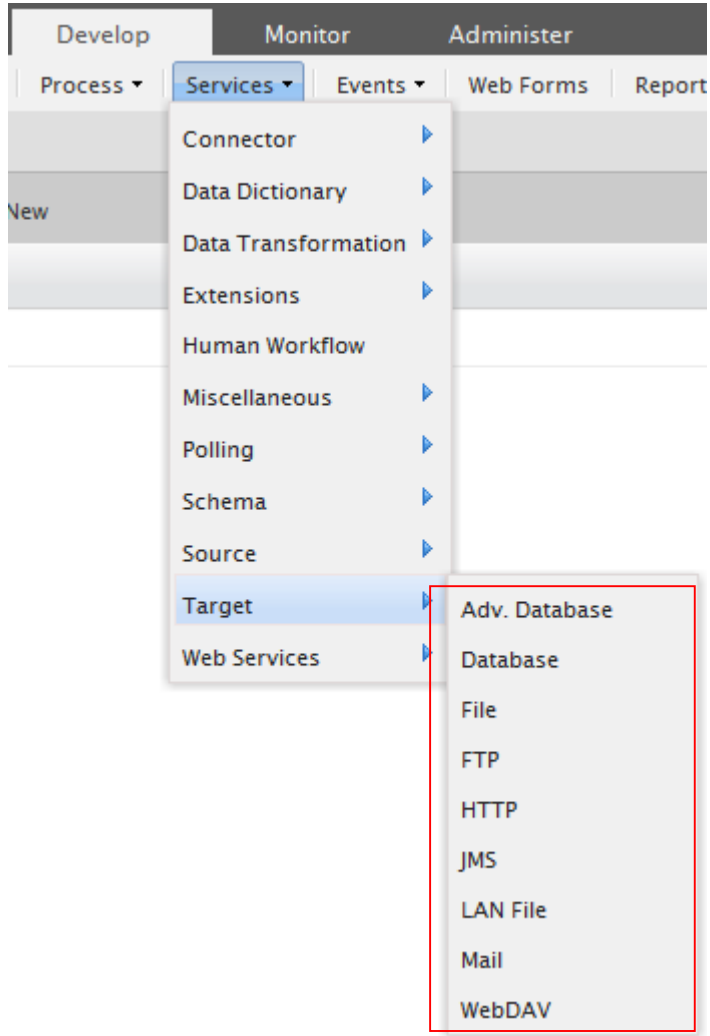 Develop Monitor Administer
Process Services Events Web Forms Report
New
Connector
Data Dictionary
Data Transformation
Extensions
Human Workflow
Miscellaneous
Polling
Schema
Source
Target
Web Services
Adv. Database
Database
File
FTP
HTTP
JMS
LAN File
Mail
WebDAV